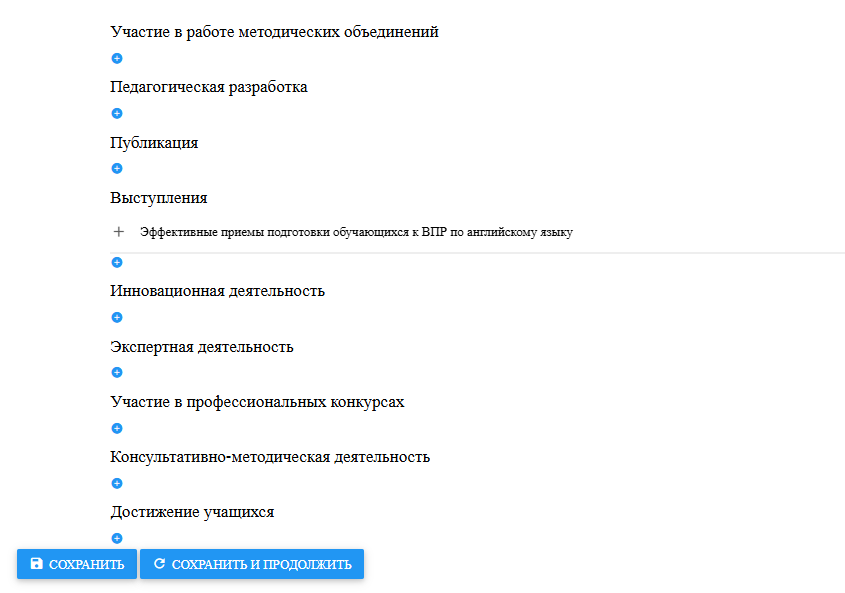 Участие в работе методических объединений
Педагогическая разработка
Публикация
Выступления
Эффективные приемы подготовки обучающихся к ВПР по английскому языку
Инновационная деятельность
Экспертная деятельность
Участие в профессиональных конкурсах
Консультативно-методическая деятельность
Достижение учащихся
СОХРАНИТЬ СОХРАНИТЬ И ПРОДОЛЖИТЬ